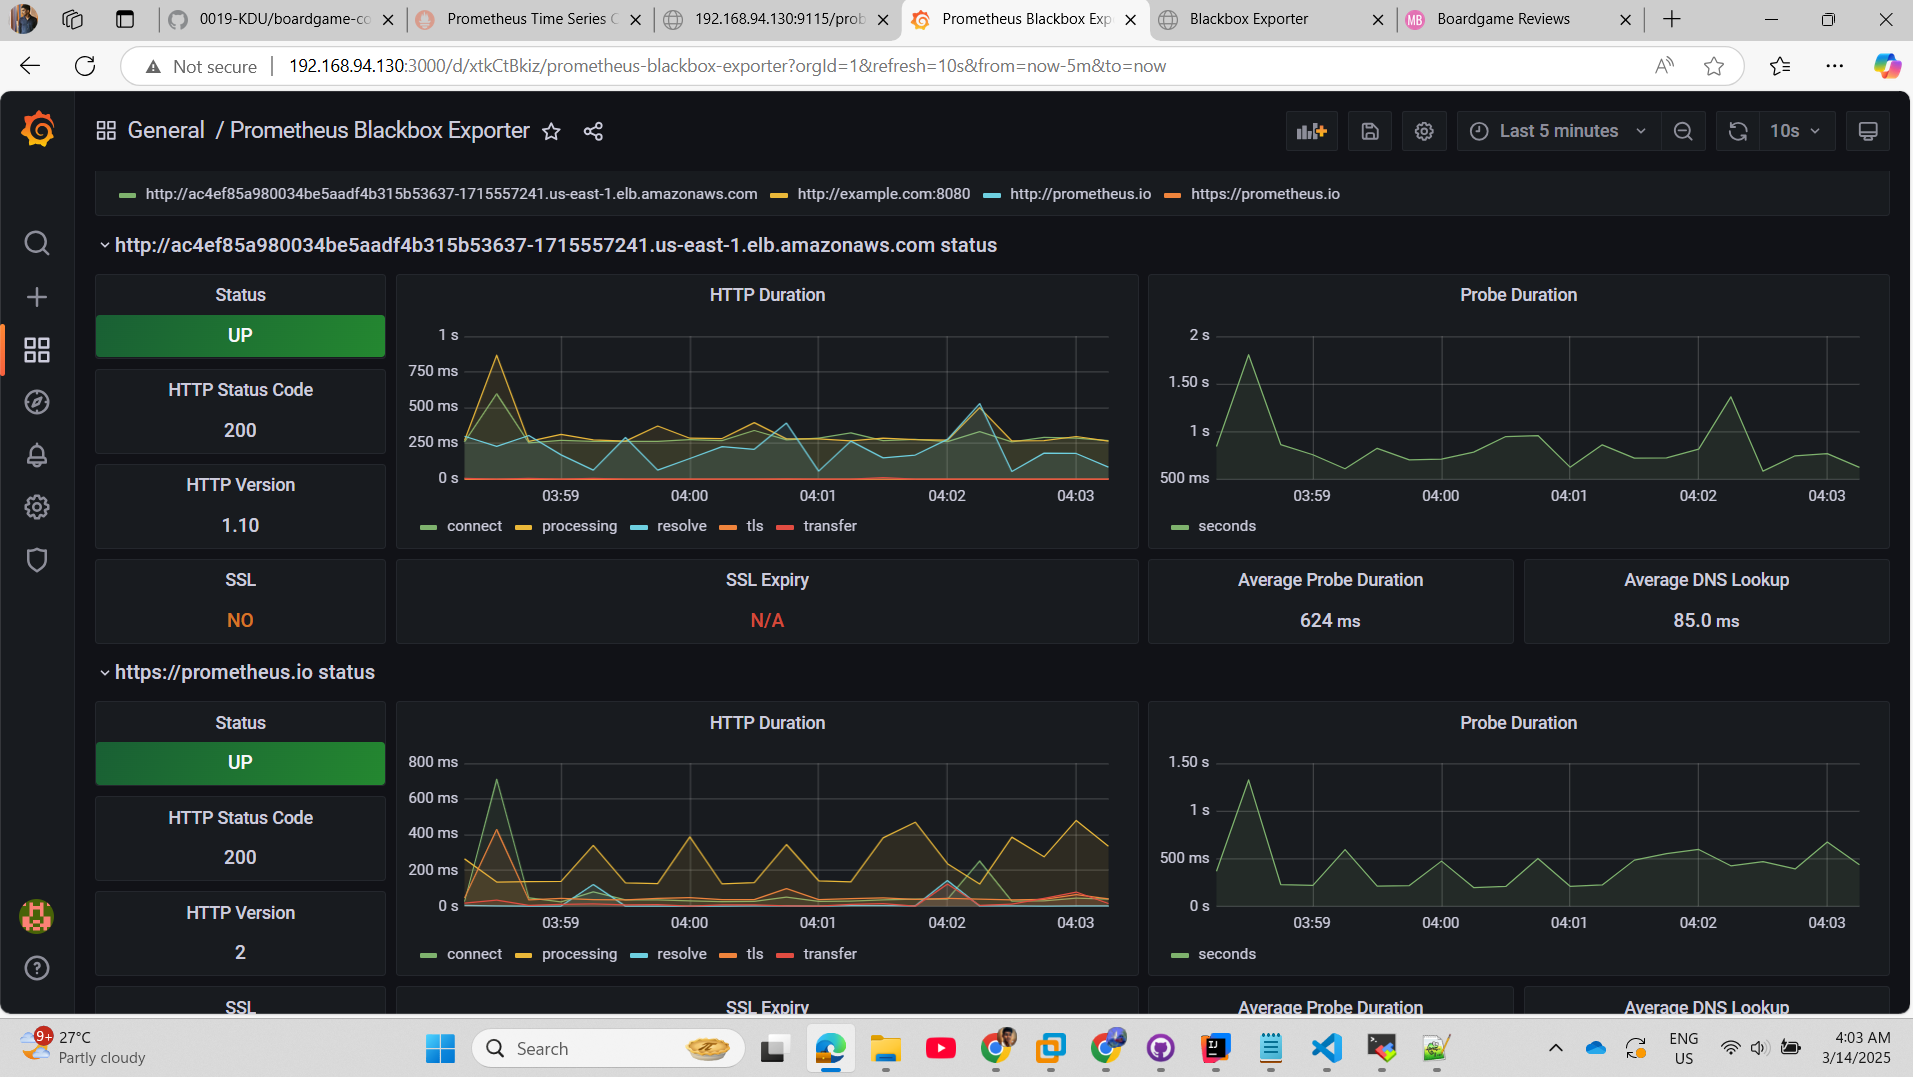 0019-KDU/boardgame-co
Prometheus Time Series C
192.168.94.130:9115/prob
Prometheus Blackbox Exp
Blackbox Exporter
MB Boardgame Reviews
Not secure
192.168.94.130:3000/d/xtkCtBkiz/prometheus-blackbox-exporter?orgId=1&refresh=10s&from=now-5m&to=now
General / Prometheus Blackbox Exporter
Last 5 minutes
10s
http://ac4ef85a980034be5aadf4b315b53637-1715557241.us-east-1.elb.amazonaws.com http://example.com:8080 http://prometheus.io https://prometheus.io
http://ac4ef85a980034be5aadf4b315b53637-1715557241.us-east-1.elb.amazonaws.com status
Status
UP
HTTP Status Code
200
HTTP Version
1.10
HTTP Duration
1 s
750 ms
500 ms
250 ms
0 s
03:59 04:00 04:01 04:02 04:03
connect processing resolve tls transfer
Probe Duration
2 s
1.50 s
1 s
500 ms
03:59 04:00 04:01 04:02 04:03
seconds
SSL
NO
SSL Expiry
N/A
Average Probe Duration
624 ms
Average DNS Lookup
85.0 ms
https://prometheus.io status
Status
UP
HTTP Status Code
200
HTTP Version
2
HTTP Duration
800 ms
600 ms
400 ms
200 ms
0 s
03:59 04:00 04:01 04:02 04:03
connect processing resolve tls transfer
Probe Duration
1.50 s
1 s
500 ms
0 s
03:59 04:00 04:01 04:02 04:03
seconds
SSL
SSL Expiry
Average Probe Duration
Average DNS Lookup
9+
27°C
Partly cloudy
Search
ENG
US
4:03 AM
3/14/2025